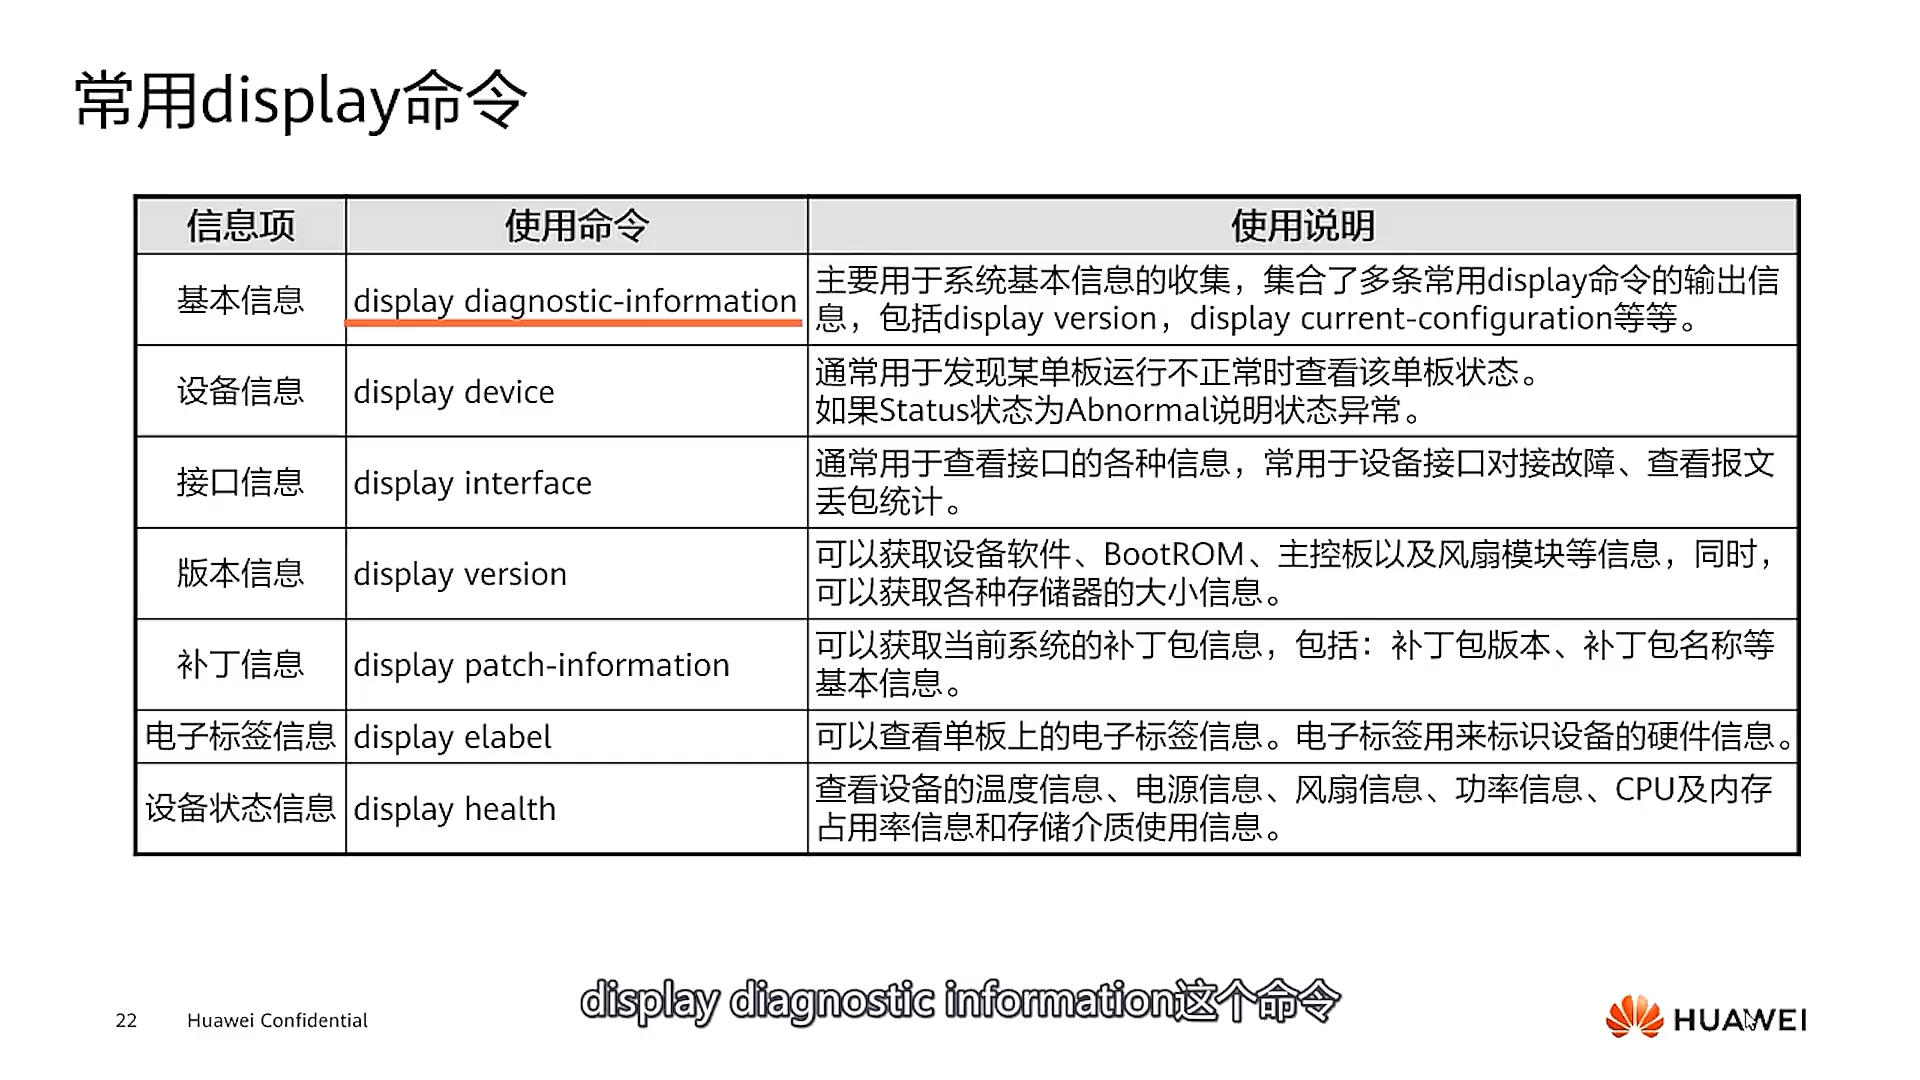 常用display命令
信息项 使用命令 使用说明
基本信息 display diagnostic-information 主要用于系统基本信息的收集，集合了多条常用display命令的输出信
息，包括display version，display current-configuration等等。
设备信息 display device 通常用于发现某单板运行不正常时查看该单板状态。
如果Status状态为Abnormal说明状态异常。
接口信息 display interface 通常用于查看接口的各种信息，常用于设备接口对接故障、查看报文
丢包统计。
版本信息 display version 可以获取设备软件、BootROM、主控板以及风扇模块等信息，同时，
可以获取各种存储器的大小信息。
补丁信息 display patch-information 可以获取当前系统的补丁包信息，包括：补丁包版本、补丁包名称等
基本信息。
电子标签信息 display elabel 可以查看单板上的电子标签信息。电子标签用来标识设备的硬件信息。
设备状态信息 display health 查看设备的温度信息、电源信息、风扇信息、功率信息、CPU及内存
占用率信息和存储介质使用信息。
display diagnostic information这个命令
22 Huawei Confidential
HUAWEI